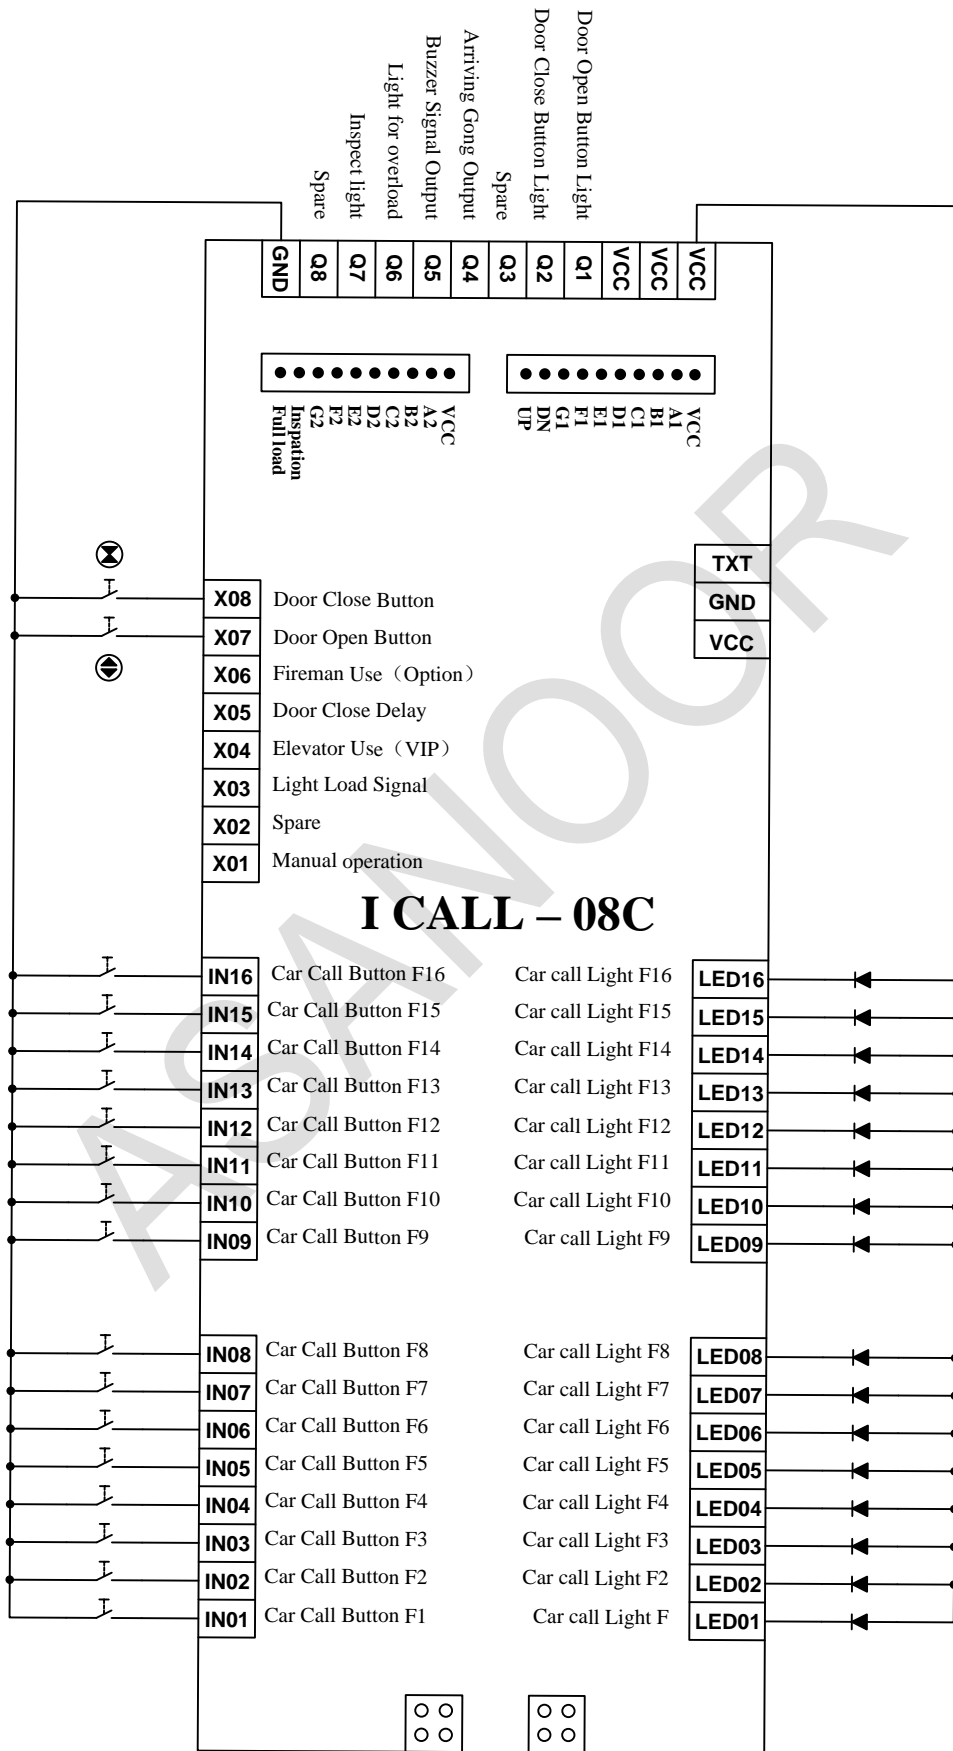 Spare
Inspect light
Light for overload
Buzzer Signal Output
Arriving Gong Output
Spare
Door Close Button Light
Door Open Button Light
GND
Q8
Q7
Q6
Q5
Q4
Q3
Q2
Q1
VCC
VCC
VCC
Full load
Inspation
G2
F2
E2
D2
C2
B2
A2
VCC
UP
DN
G1
F1
E1
D1
C1
B1
A1
VCC
TXT
GND
VCC
X08 Door Close Button
X07 Door Open Button
X06 Fireman Use（Option）
X05 Door Close Delay
X04 Elevator Use（VIP）
X03 Light Load Signal
X02 Spare
X01 Manual operation
I CALL – 08C
IN16 Car Call Button F16 Car call Light F16 LED16
IN15 Car Call Button F15 Car call Light F15 LED15
IN14 Car Call Button F14 Car call Light F14 LED14
IN13 Car Call Button F13 Car call Light F13 LED13
IN12 Car Call Button F12 Car call Light F12 LED12
IN11 Car Call Button F11 Car call Light F11 LED11
IN10 Car Call Button F10 Car call Light F10 LED10
IN09 Car Call Button F9 Car call Light F9 LED09
IN08 Car Call Button F8 Car call Light F8 LED08
IN07 Car Call Button F7 Car call Light F7 LED07
IN06 Car Call Button F6 Car call Light F6 LED06
IN05 Car Call Button F5 Car call Light F5 LED05
IN04 Car Call Button F4 Car call Light F4 LED04
IN03 Car Call Button F3 Car call Light F3 LED03
IN02 Car Call Button F2 Car call Light F2 LED02
IN01 Car Call Button F1 Car call Light F LED01
ASANOOR